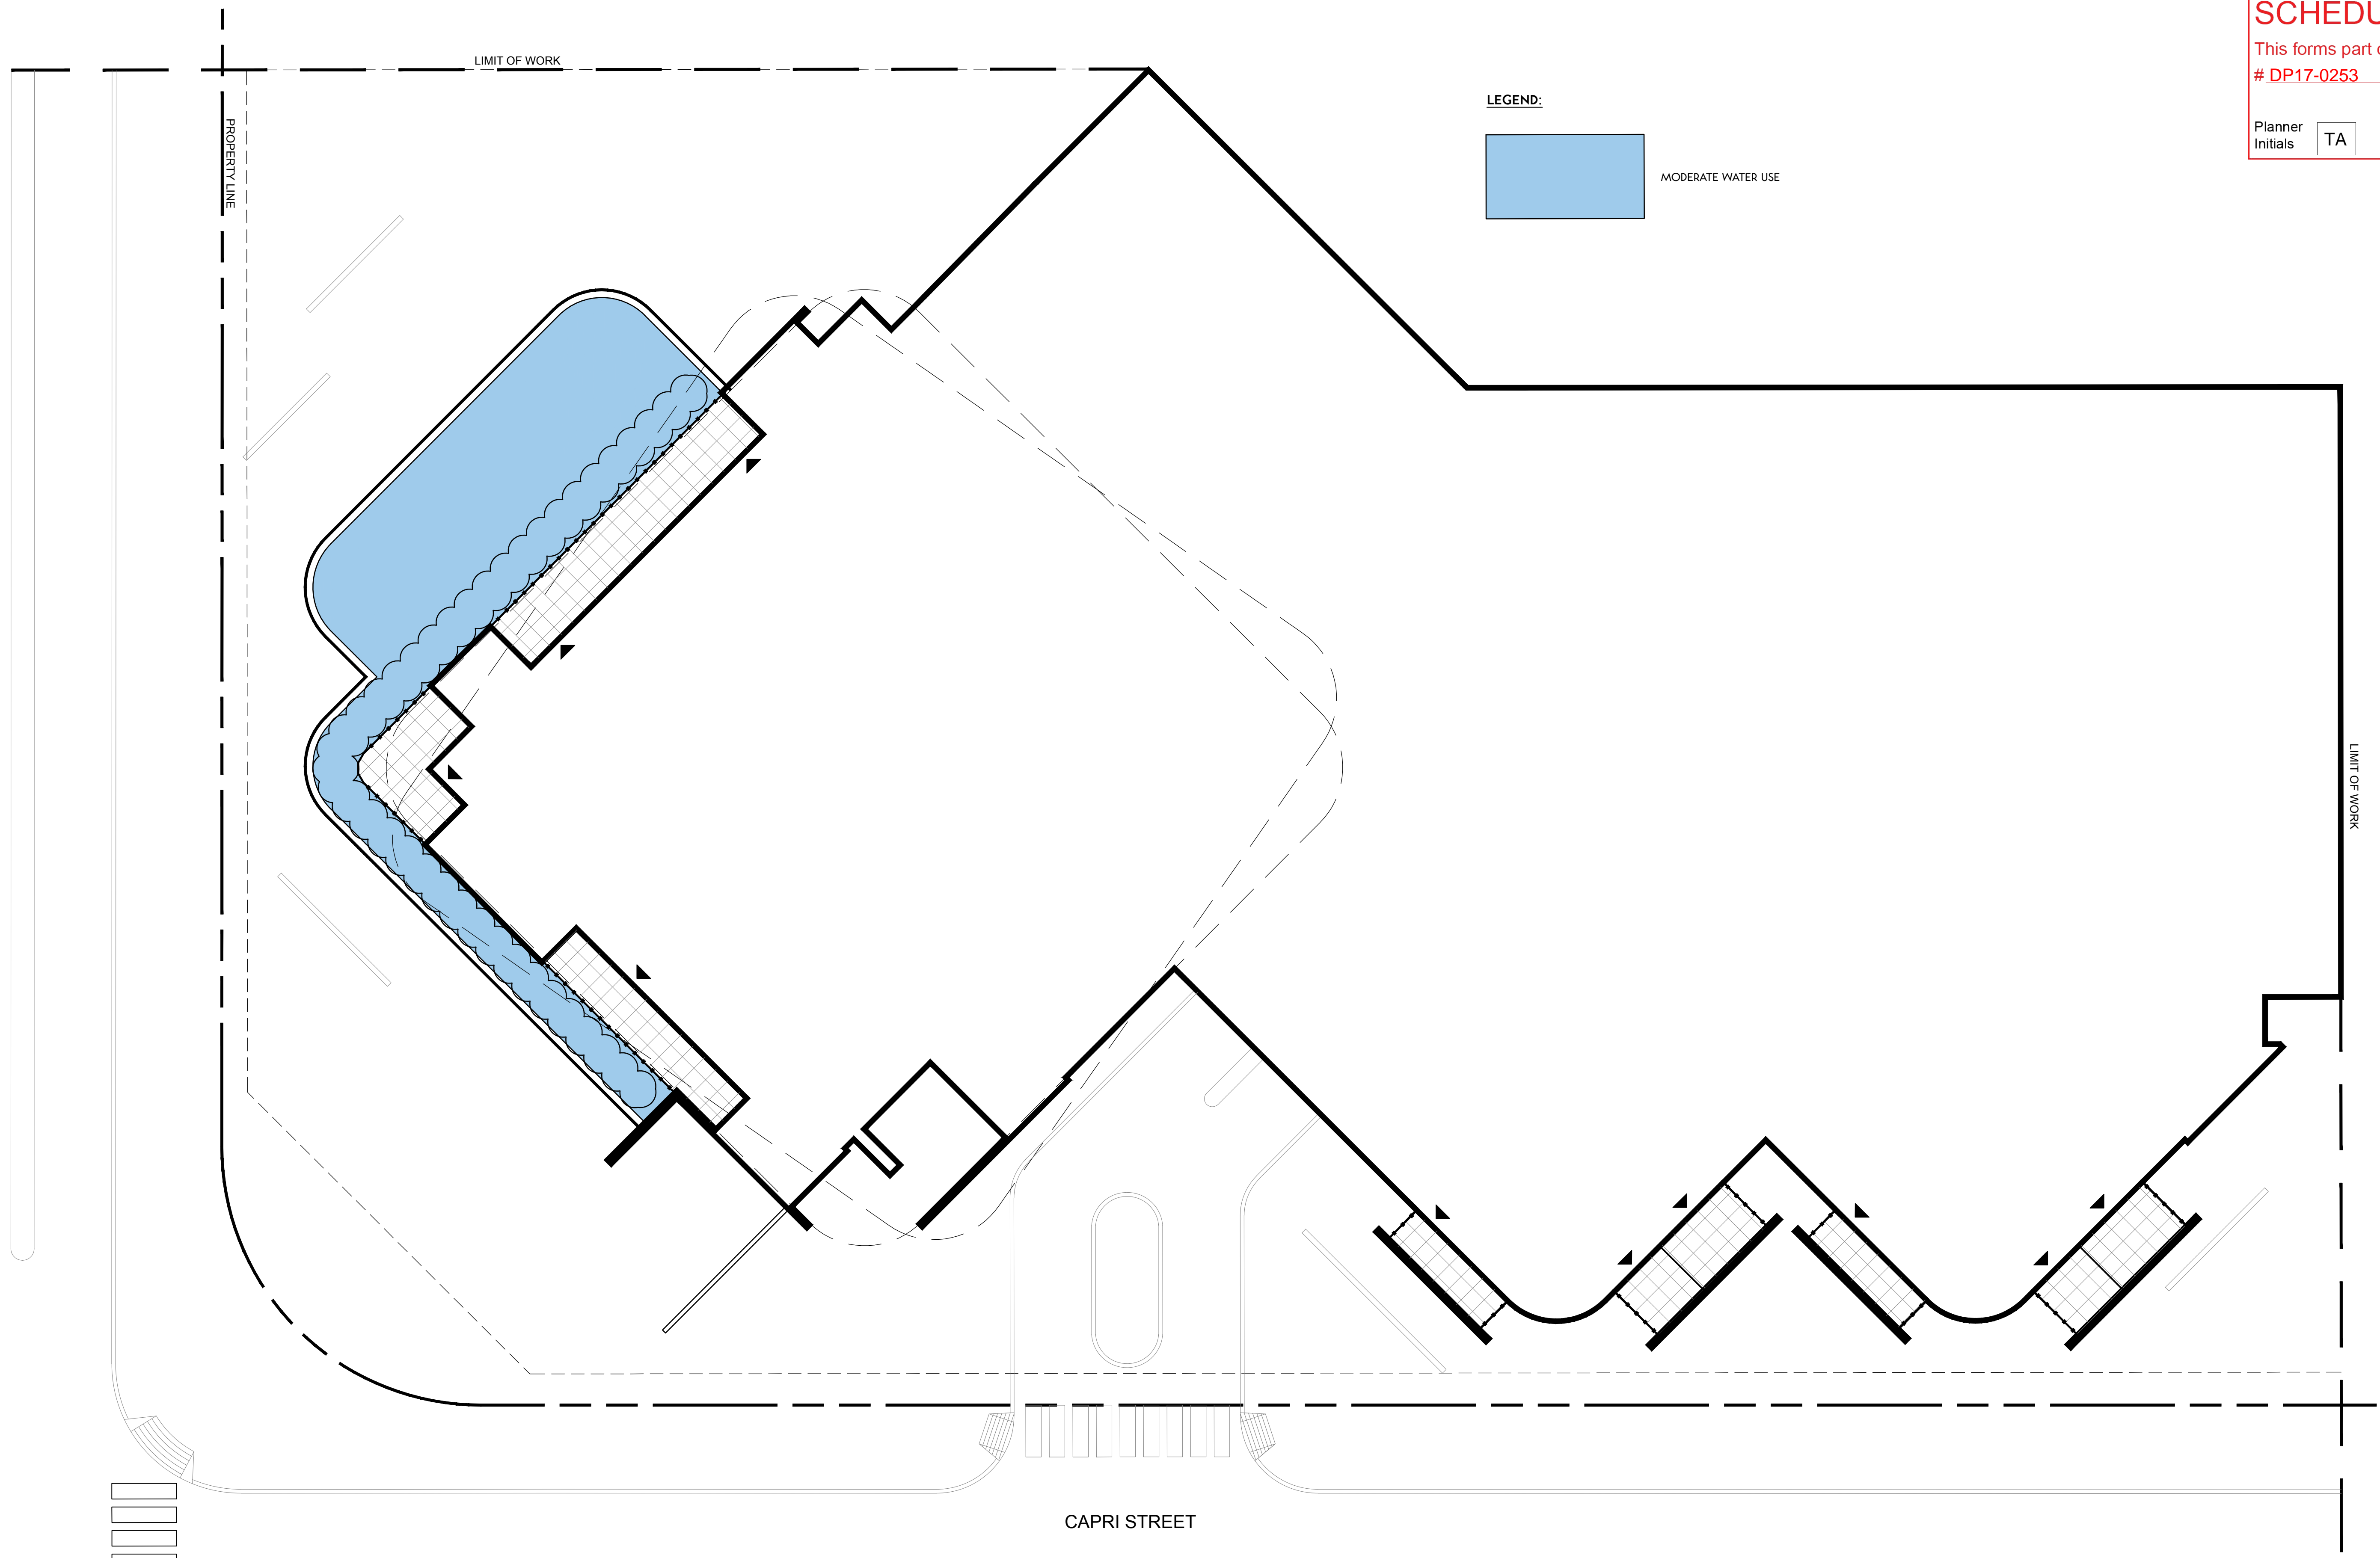 SCHEDU
This forms part o
# DP17-0253
Planner
Initials
TA
LIMIT OF WORK
LEGEND:
PROPERTY LINE
MODERATE WATER USE
LIMIT OF WORK
CAPRI STREET